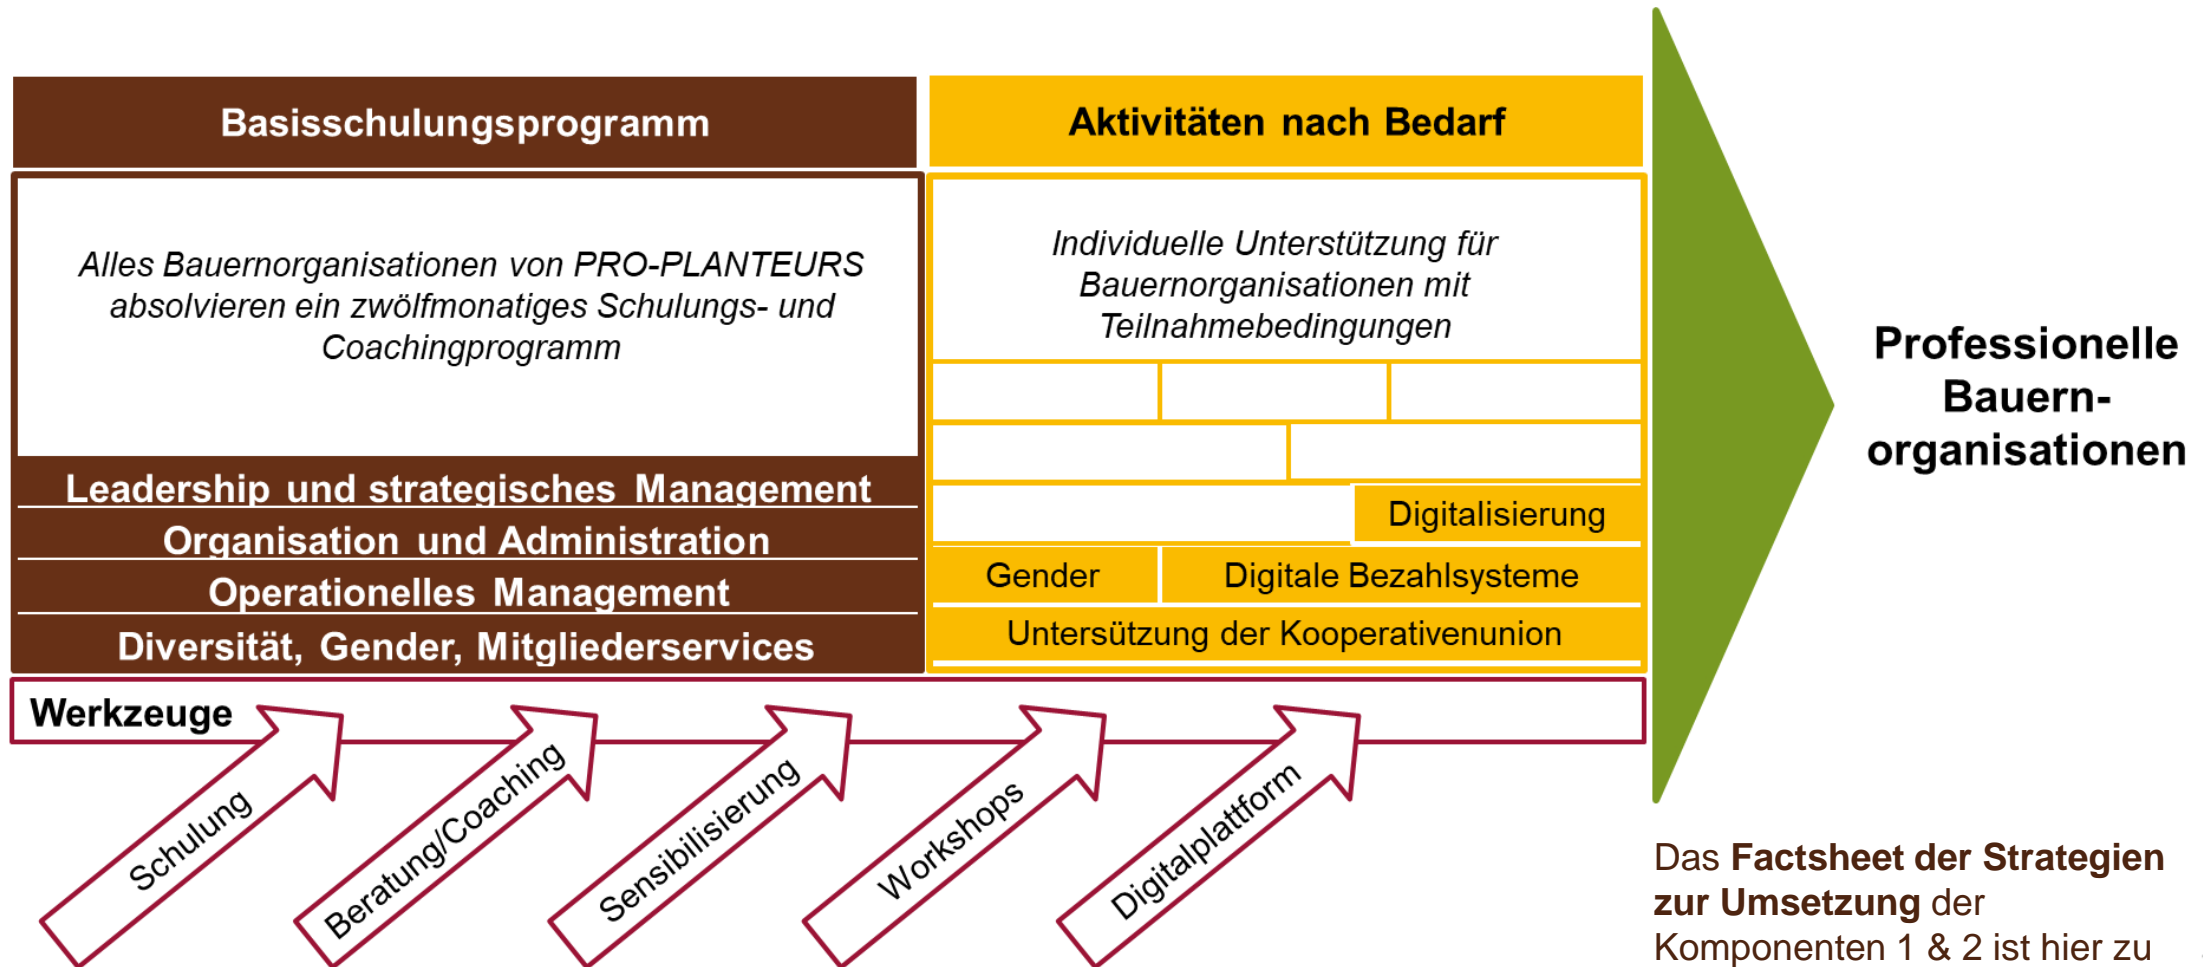 Basisschulungsprogramm
Alles Bauernorganisationen von PRO-PLANTEURS
absolvieren ein zwölfmonatiges Schulungs- und
Coachingprogramm
Leadership und strategisches Management
Organisation und Administration
Operationelles Management
Diversität, Gender, Mitgliederservices
Aktivitäten nach Bedarf
Individuelle Unterstützung für
Bauernorganisationen mit
Teilnahmebedingungen
Digitalisierung
Gender
Digitale Bezahlsysteme
Untersützung der Kooperativenunion
Werkzeuge
Schulung
Beratung/Coaching
Sensibilisierung
Workshops
Digitalplattform
Professionelle
Bauern-
organisationen
Das Factsheet der Strategien
zur Umsetzung der
Komponenten 1 & 2 ist hier zu